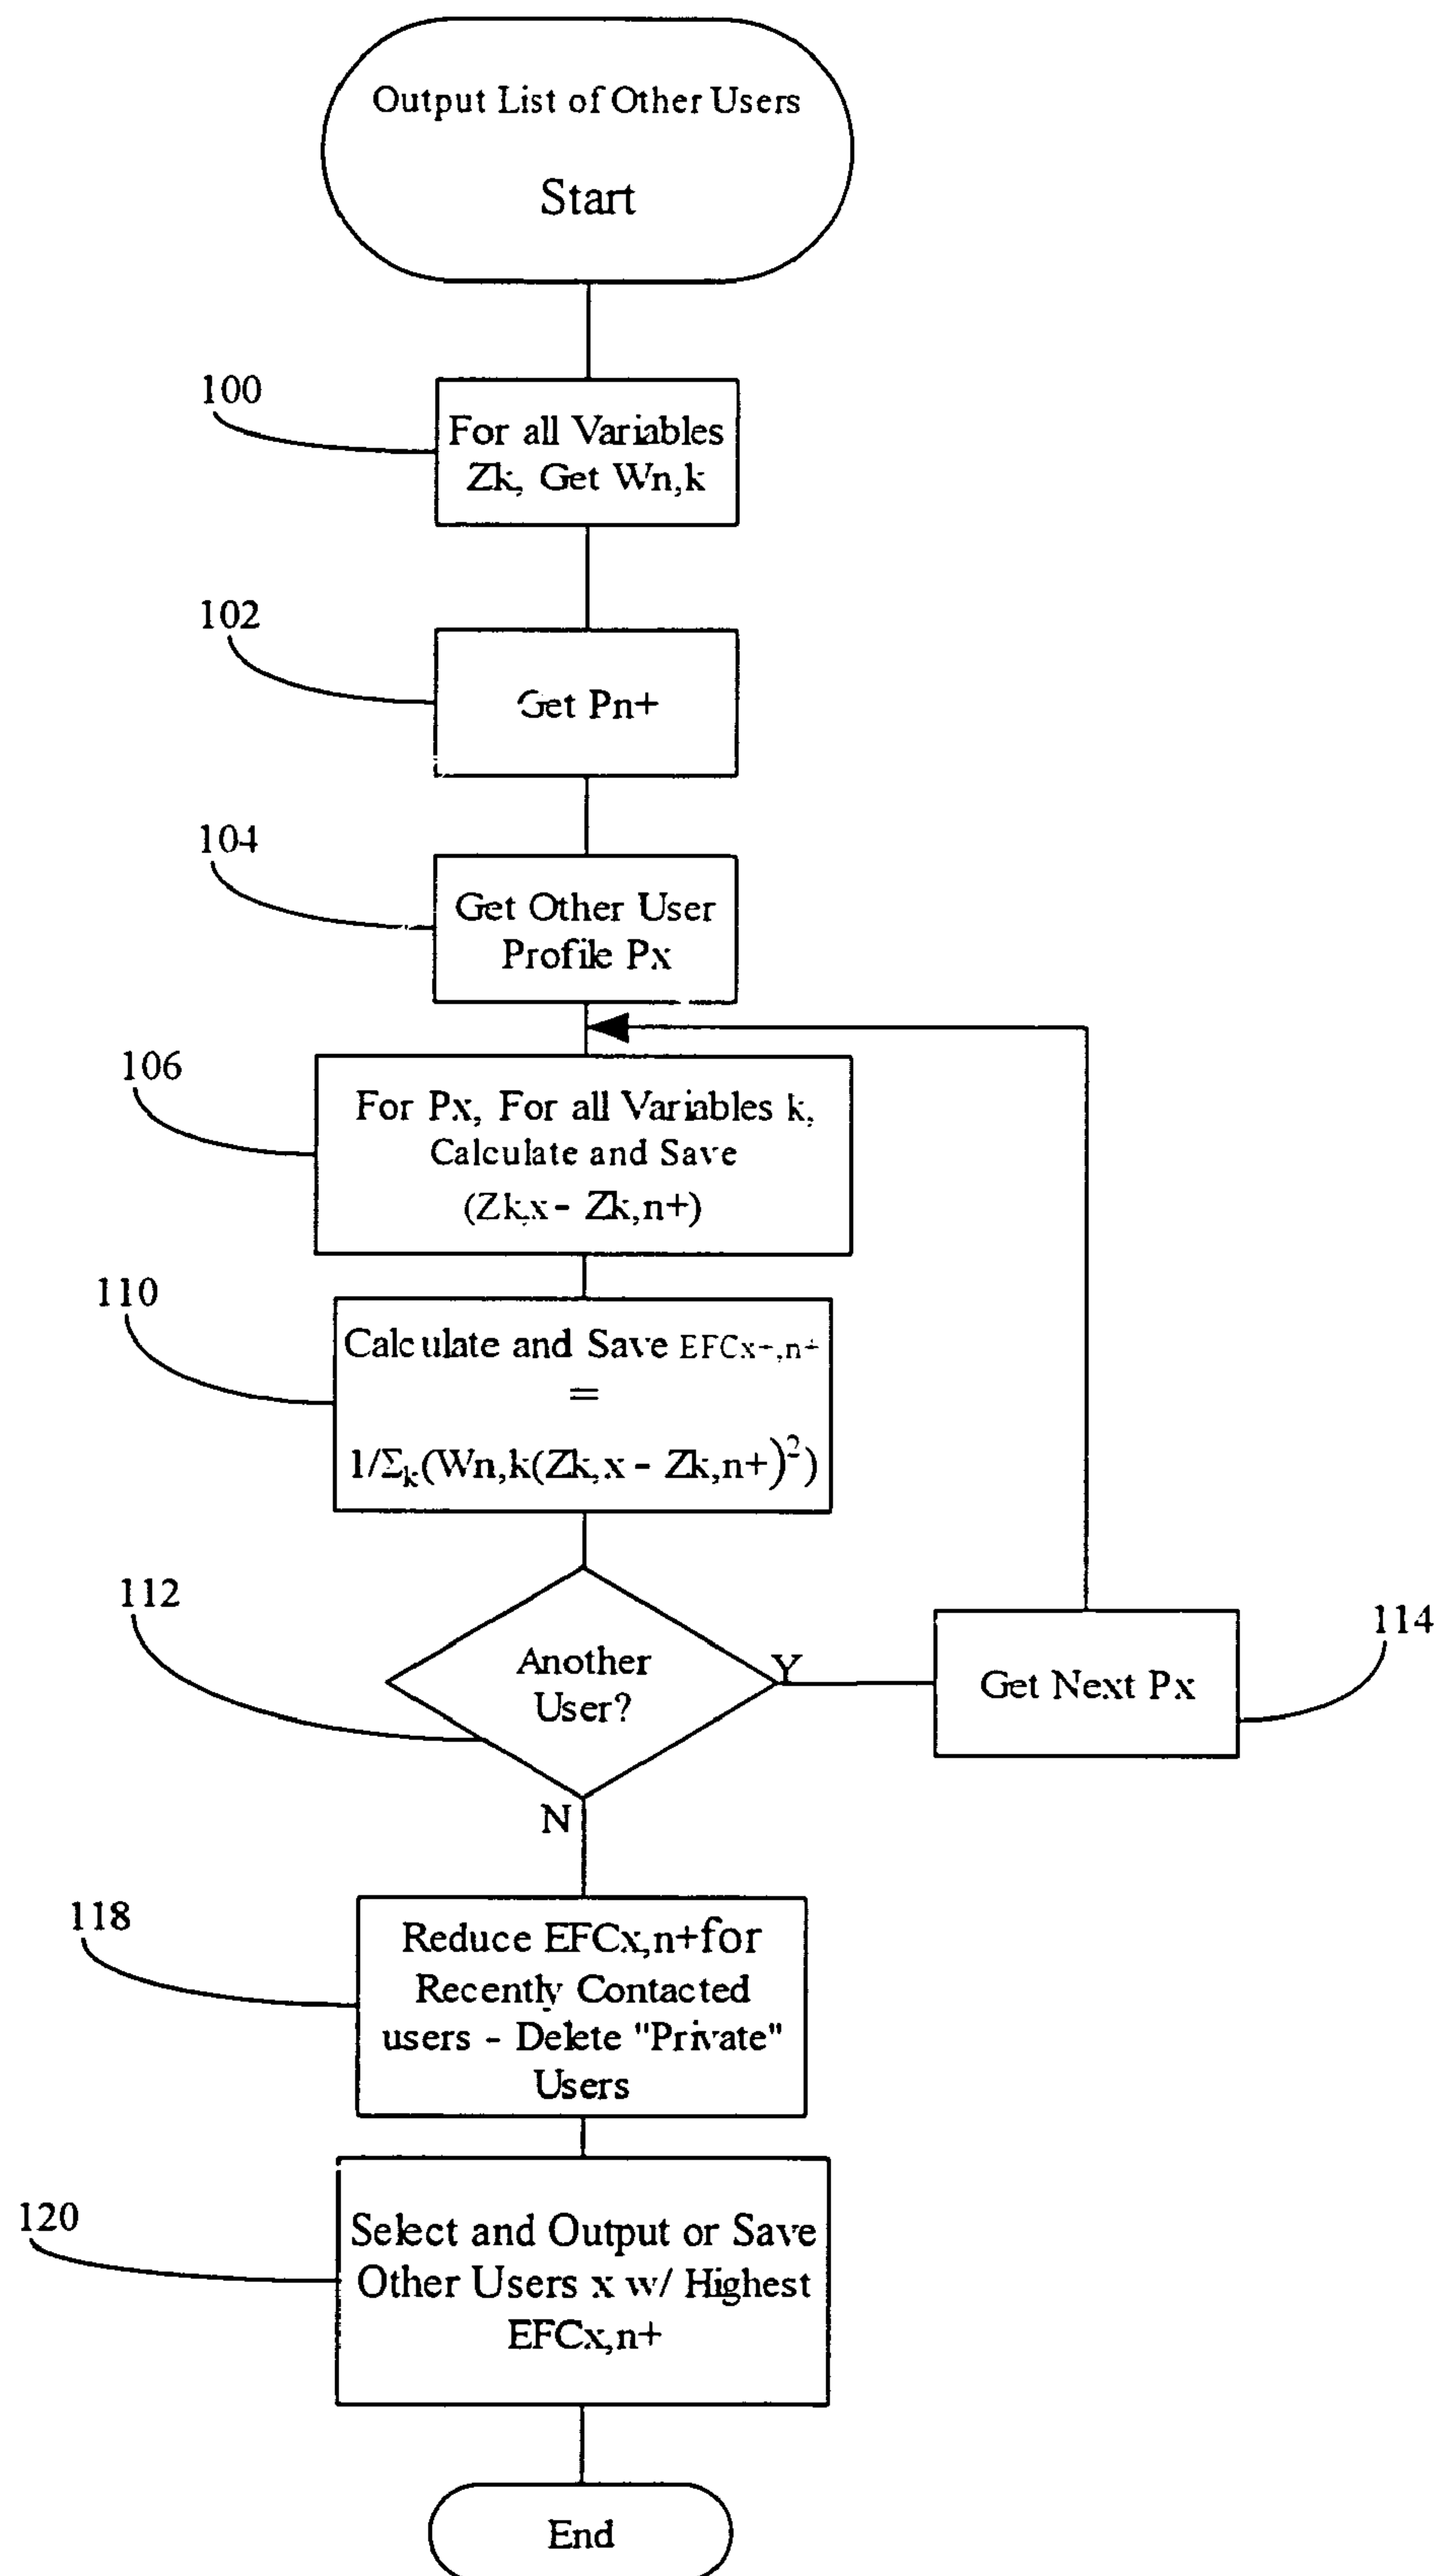 Output List of Other Users
Start
100
For all Variables
Zk, Get Wn,k
102
Get Pn+
104
Get Other User
Profile Px
106
For Px, For all Variables k,
Calculate and Save
(Zk,x - Zk,n+)
110
Calculate and Save EFCx+,n+
=
1/Σk(Wn,k(Zk,x - Zk,n+)²)
112
Another
User?
Y
114
Get Next Px
N
118
Reduce EFCx,n+for
Recently Contacted
users - Delete "Private"
Users
120
Select and Output or Save
Other Users x w/ Highest
EFCx,n+
End